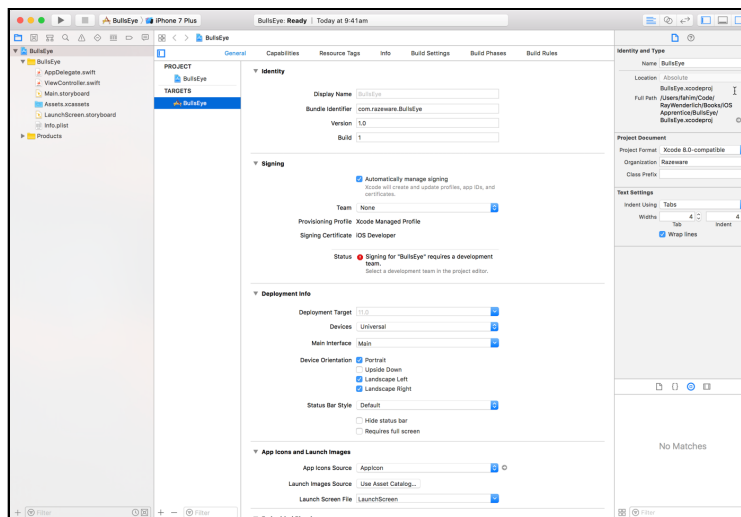 BullsEye
iPhone 7 Plus
BullsEye: Ready | Today at 9:41am
BullsEye
BullsEye
AppDelegate.swift
ViewController.swift
Main.storyboard
Assets.xcassets
LaunchScreen.storyboard
Info.plist
Products
Filter
BullsEye
General Capabilities Resource Tags Info Build Settings Build Phases Build Rules
PROJECT
BullsEye
TARGETS
BullsEye
Filter
Identity
Display Name BullsEye
Bundle Identifier com.razeware.BullsEye
Version 1.0
Build 1
Signing
Automatically manage signing
Xcode will create and update profiles, app IDs, and
certificates.
Team None
Provisioning Profile Xcode Managed Profile
Signing Certificate iOS Developer
Status Signing for "BullsEye" requires a development
team.
Select a development team in the project editor.
Deployment Info
Deployment Target 11.0
Devices Universal
Main Interface Main
Device Orientation Portrait
Upside Down
Landscape Left
Landscape Right
Status Bar Style Default
Hide status bar
Requires full screen
App Icons and Launch Images
App Icons Source AppIcon
Launch Images Source Use Asset Catalog...
Launch Screen File LaunchScreen
Identity and Type
Name BullsEye
Location Absolute
BullsEye.xcodeproj
Full Path /Users/fahim/Code/
RayWenderlich/Books/iOS
Apprentice/BullsEye/
BullsEye.xcodeproj
Project Document
Project Format Xcode 8.0-compatible
Organization Razeware
Class Prefix
Text Settings
Indent Using Tabs
Widths 4 4
Tab Indent
Wrap lines
No Matches
Filter